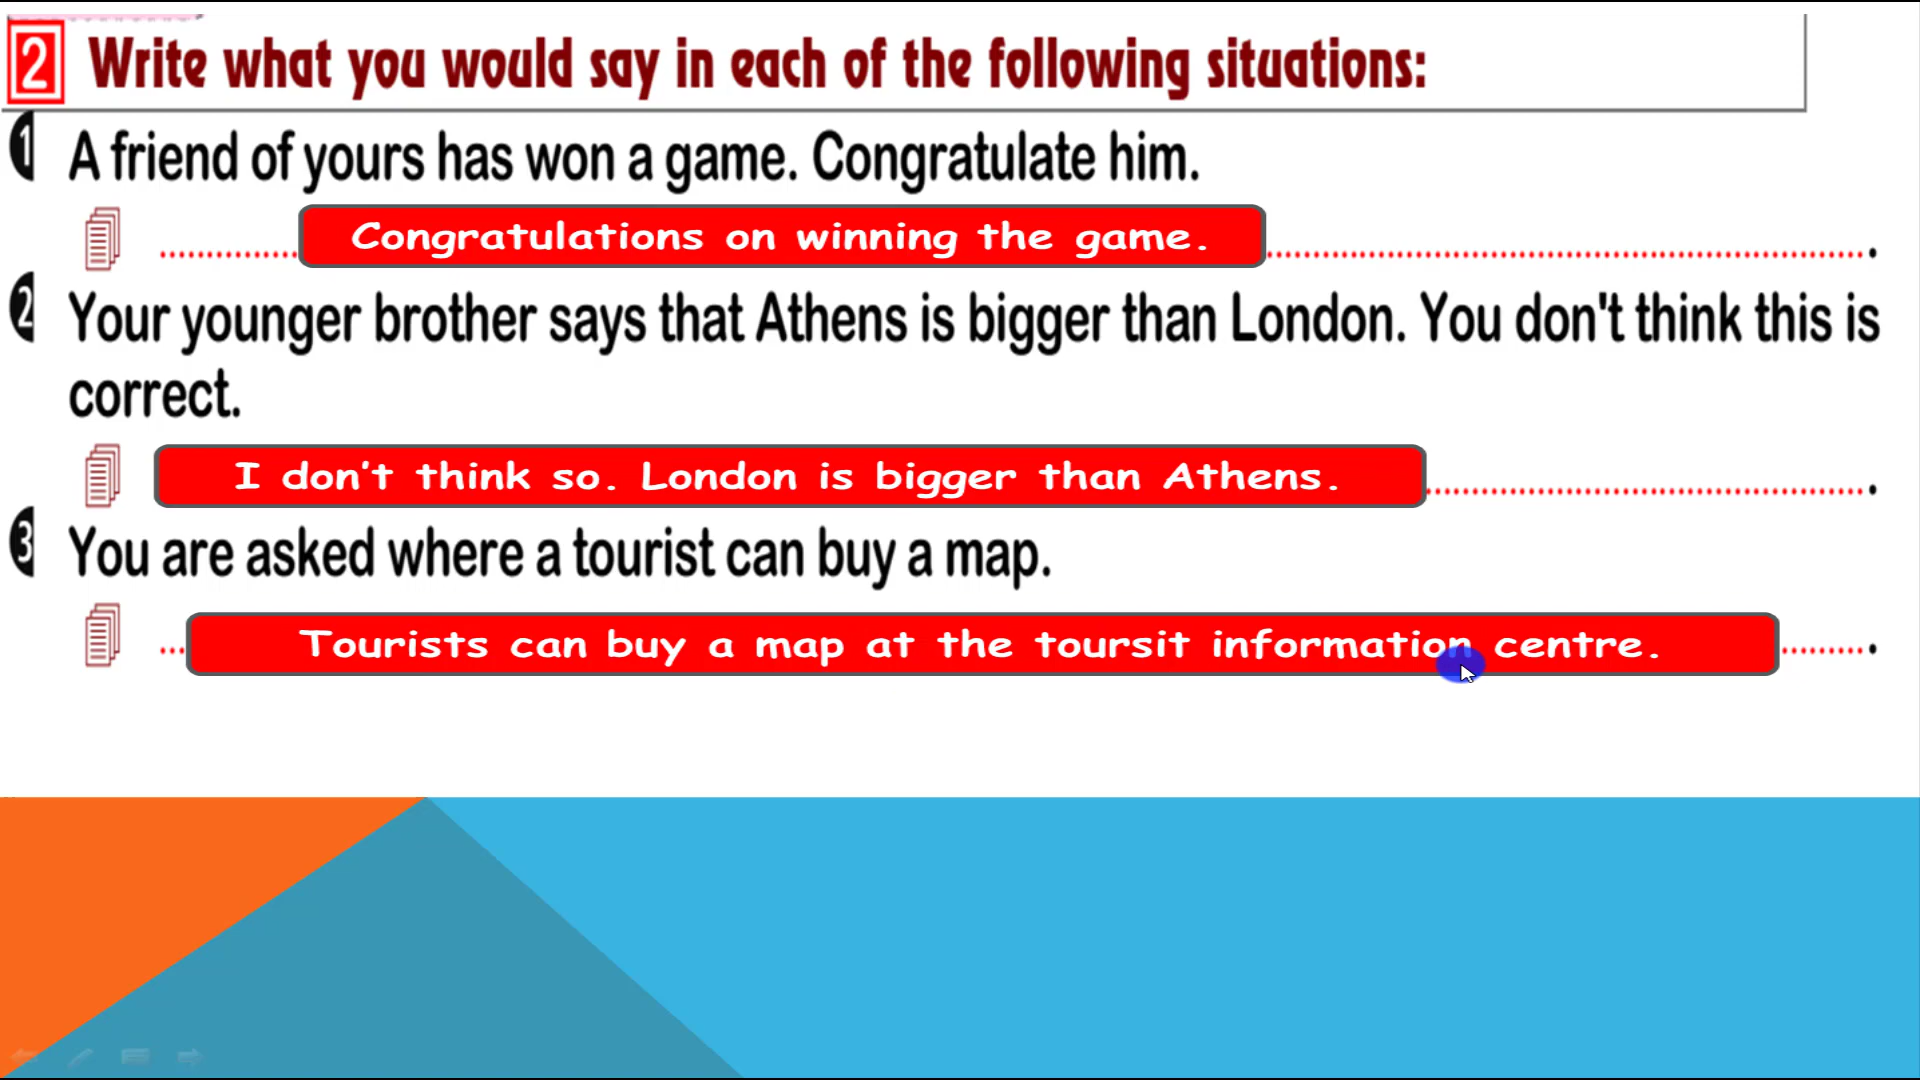 2 Write what you would say in each of the following situations:
1 A friend of yours has won a game. Congratulate him.
Congratulations on winning the game.
2 Your younger brother says that Athens is bigger than London. You don't think this is
correct.
I don't think so. London is bigger than Athens.
3 You are asked where a tourist can buy a map.
Tourists can buy a map at the toursit information centre.